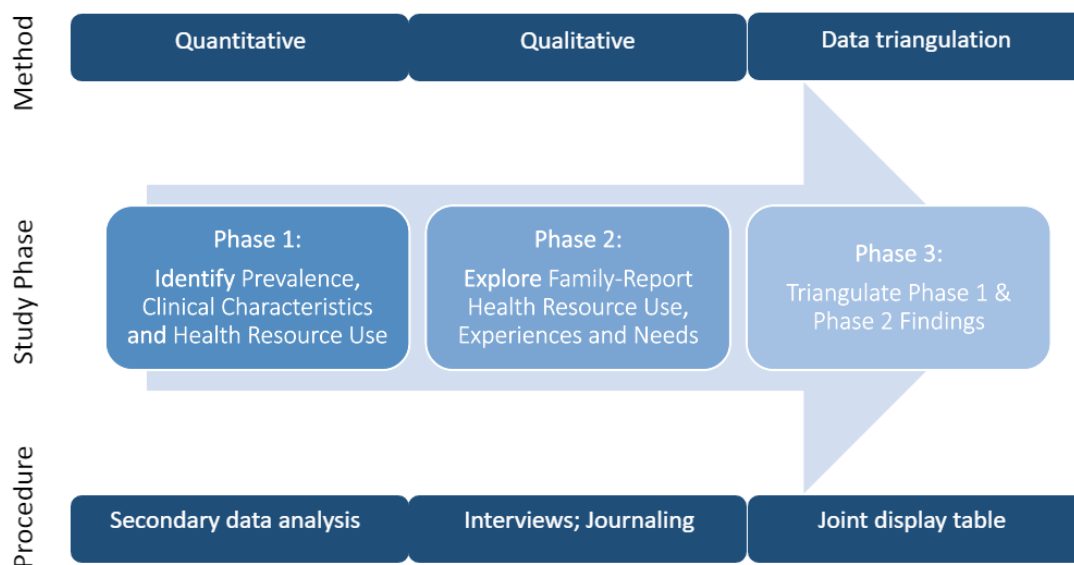 Method
Quantitative
Qualitative
Data triangulation
Study Phase
Phase 1:
Identify Prevalence,
Clinical Characteristics
and Health Resource Use
Phase 2:
Explore Family-Report
Health Resource Use,
Experiences and Needs
Phase 3:
Triangulate Phase 1 &
Phase 2 Findings
Procedure
Secondary data analysis
Interviews; Journaling
Joint display table